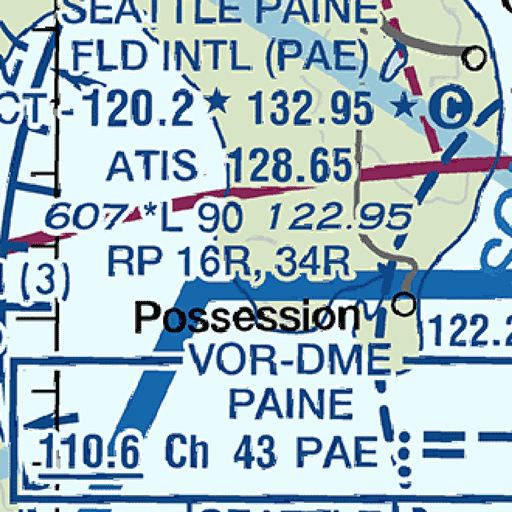 SEATTLE PAINE
FLD INTL (PAE)
CT - 120.2 ★ 132.95 ★ C
ATIS 128.65
607 *L 90 122.95
RP 16R, 34R
(3)
Possession
122.2
VOR-DME
PAINE
110.6 Ch 43 PAE
SEATTLE